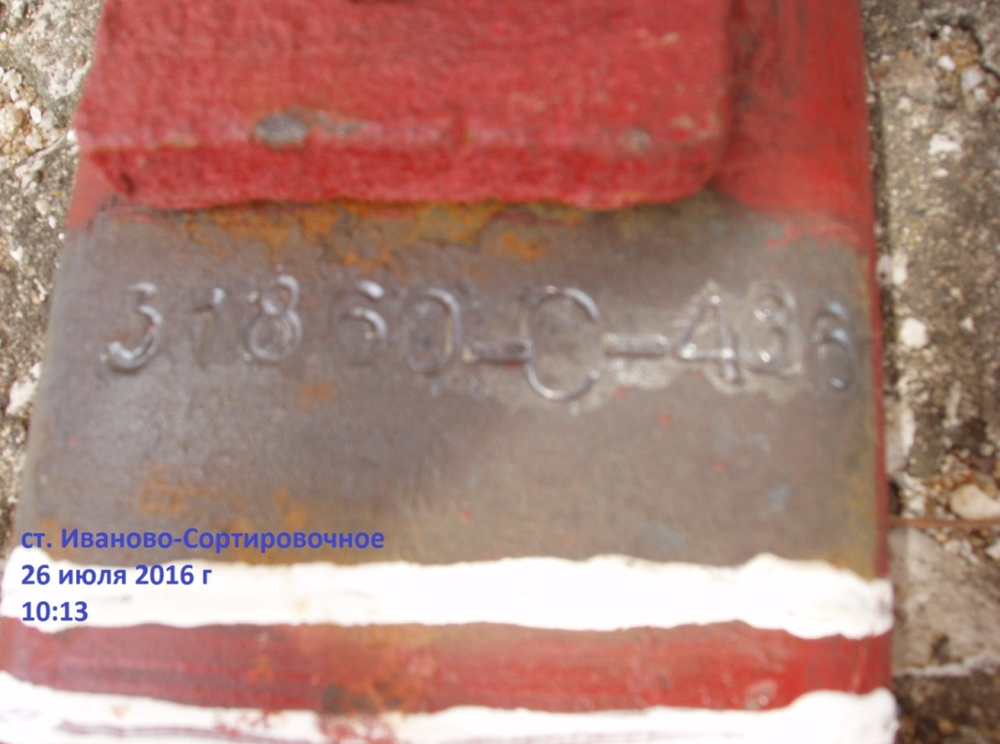 31860-С-436
ст. Иваново-Сортировочное
26 июля 2016 г
10:13